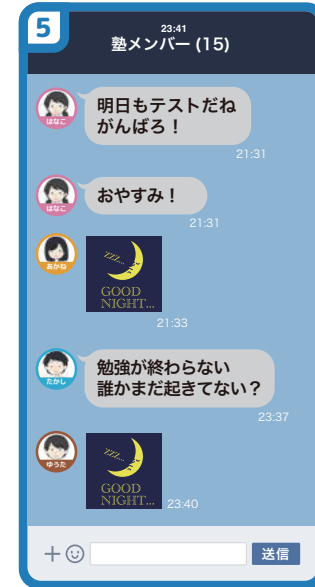 5
23:41
塾メンバー (15)
明日もテストだね
がんばろ！
はなこ
21:31
おやすみ！
はなこ
21:31
zzz...
GOOD
NIGHT...
あかね
21:33
勉強が終わらない
誰かまだ起きてない？
たかし
23:37
zzz...
GOOD
NIGHT...
ゆうた
23:40
送信